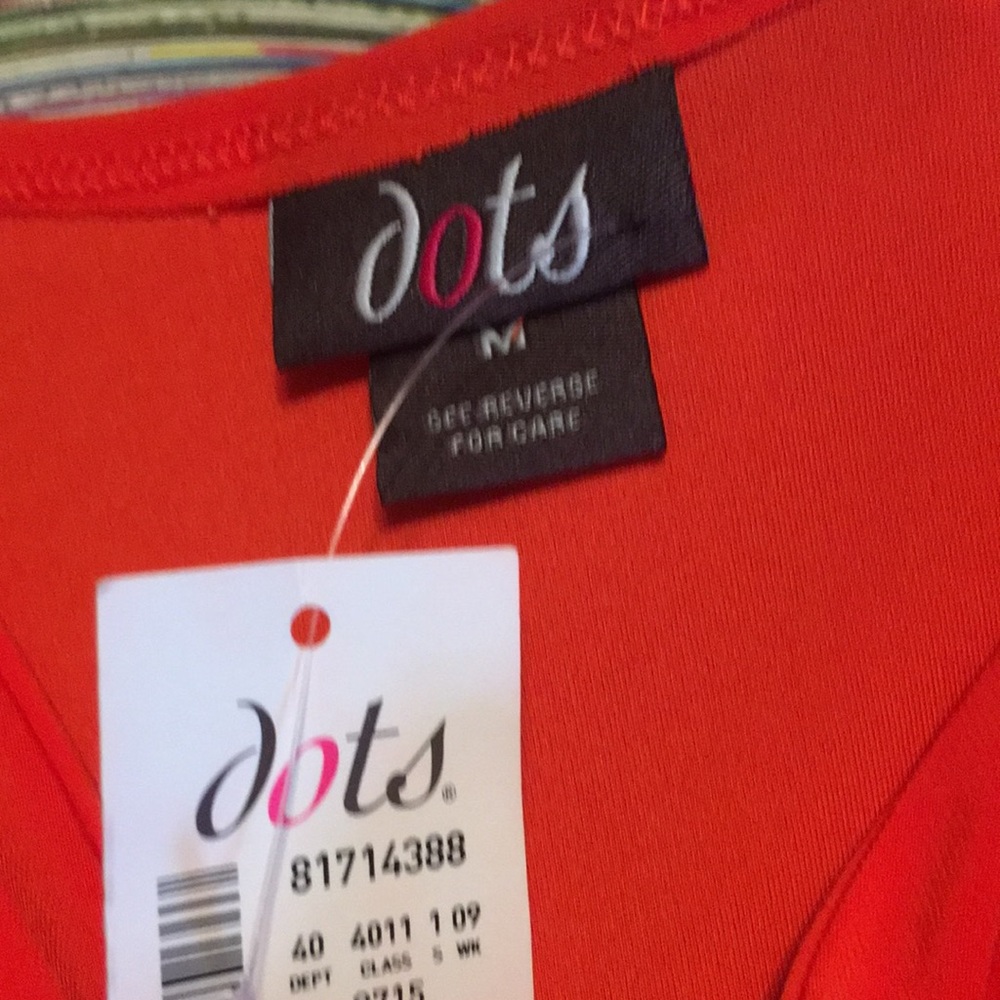 dots
M
SEE REVERSE
FOR CARE
dots®
81714388
40 4011 1 09
DEPT CLASS S WK